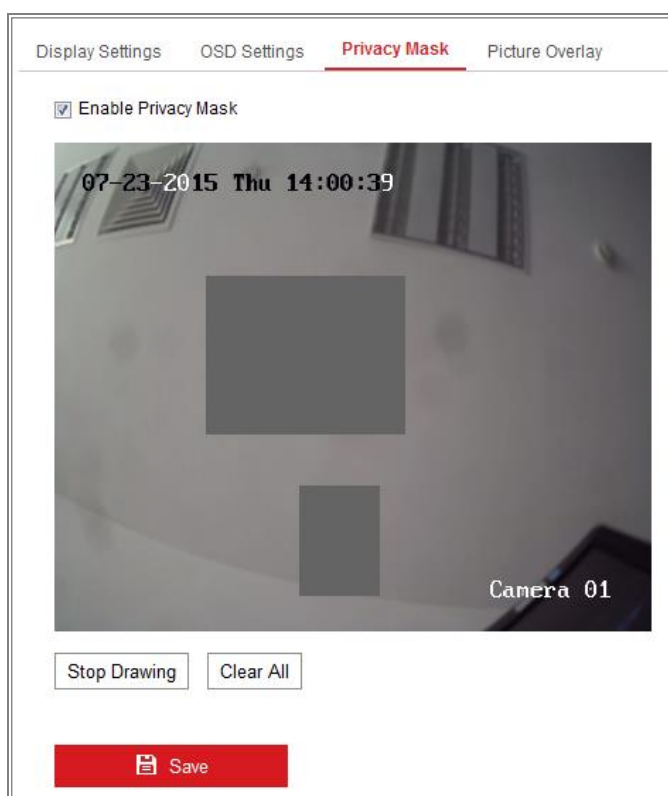 Display Settings OSD Settings Privacy Mask Picture Overlay
Enable Privacy Mask
07-23-2015 Thu 14:00:39
Camera 01
Stop Drawing Clear All
Save